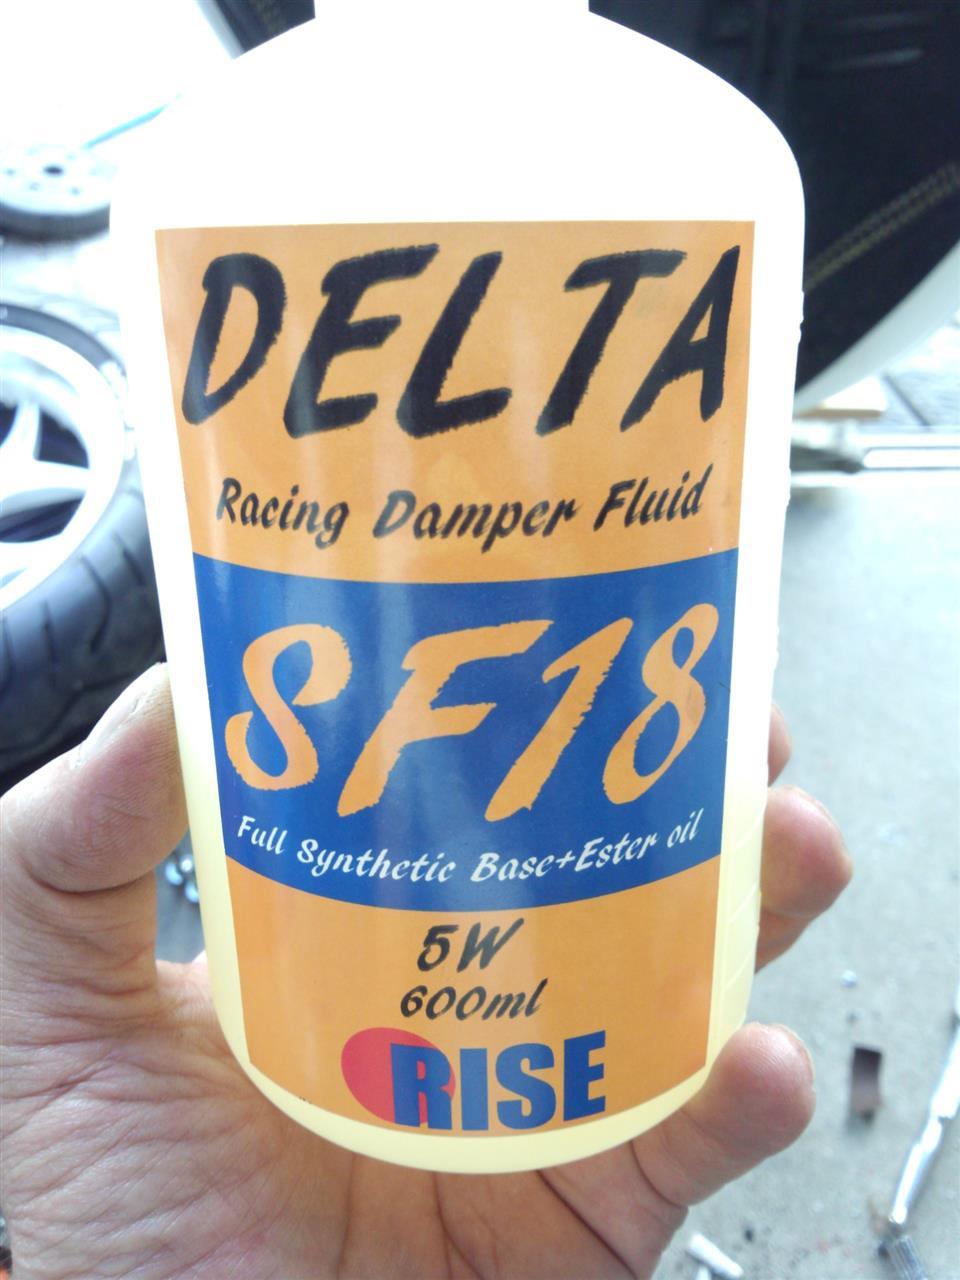 DELTA
Racing Damper Fluid
SF18
Full Synthetic Base+Ester oil
5W
600ml
RISE